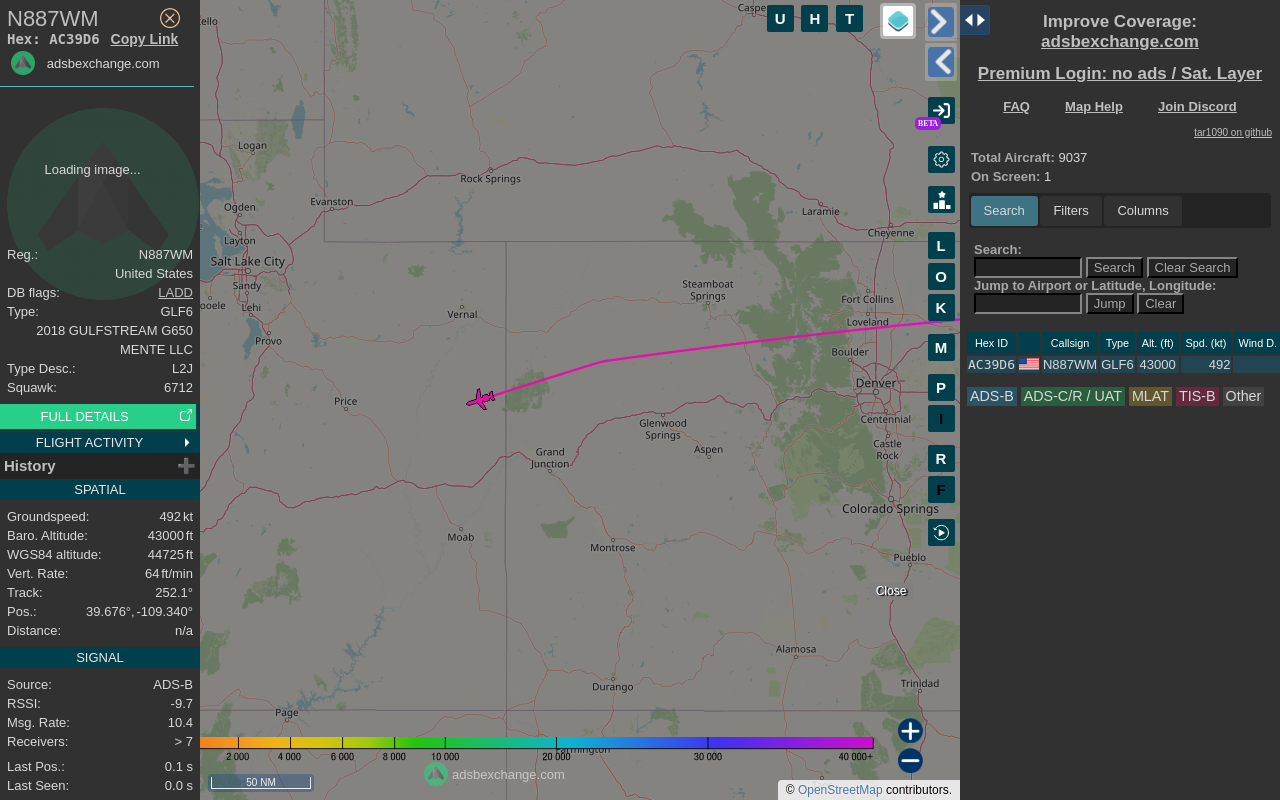 N887WM
Hex: AC39D6 Copy Link
adsbexchange.com
Loading image...
Reg.: N887WM
United States
DB flags: LADD
Type: GLF6
2018 GULFSTREAM G650
MENTE LLC
Type Desc.: L2J
Squawk: 6712
FULL DETAILS
FLIGHT ACTIVITY
History
SPATIAL
Groundspeed: 492 kt
Baro. Altitude: 43000 ft
WGS84 altitude: 44725 ft
Vert. Rate: 64 ft/min
Track: 252.1°
Pos.: 39.676°, -109.340°
Distance: n/a
SIGNAL
Source: ADS-B
RSSI: -9.7
Msg. Rate: 10.4
Receivers: > 7
Last Pos.: 0.1 s
Last Seen: 0.0 s
U H T
BETA
L
O
K
M
P
I
R
F
Logan
Rock Springs
Evanston
Ogden
Laramie
Cheyenne
Layton
Salt Lake City
Sandy
Steamboat
Springs
Fort Collins
ooele
Lehi
Vernal
Loveland
Provo
Boulder
Denver
Price
Centennial
Glenwood
Springs
Castle
Rock
Aspen
Grand
Junction
Colorado Springs
Moab
Montrose
Pueblo
Close
Alamosa
Trinidad
Durango
Page
2 000 4 000 6 000 8 000 10 000 20 000 30 000 40 000+
adsbexchange.com
50 NM
© OpenStreetMap contributors.
Improve Coverage:
adsbexchange.com
Premium Login: no ads / Sat. Layer
FAQ Map Help Join Discord
tar1090 on github
Total Aircraft: 9037
On Screen: 1
Search Filters Columns
Search:
Search Clear Search
Jump to Airport or Latitude, Longitude:
Jump Clear
Hex ID Callsign Type Alt. (ft) Spd. (kt) Wind D.
AC39D6 N887WM GLF6 43000 492
ADS-B ADS-C/R / UAT MLAT TIS-B Other